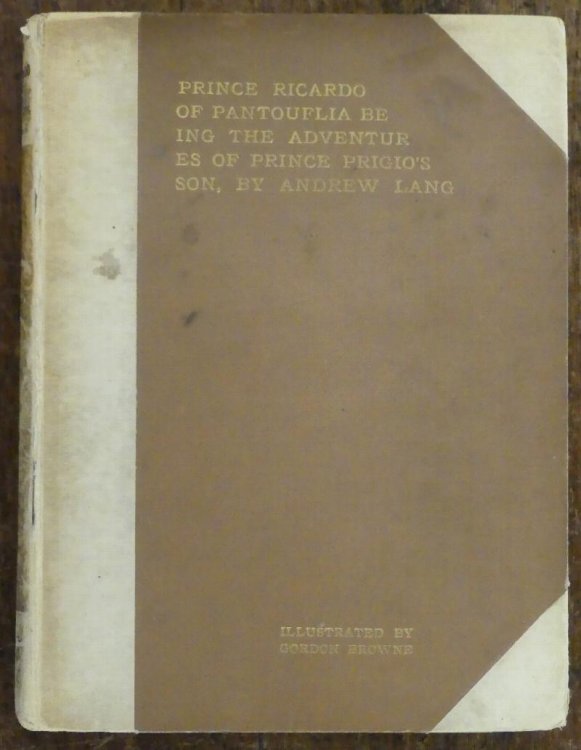 PRINCE RICARDO
OF PANTOUFLIA BE
ING THE ADVENTUR
ES OF PRINCE PRIGIO'S
SON, BY ANDREW LANG
ILLUSTRATED BY
GORDON BROWNE